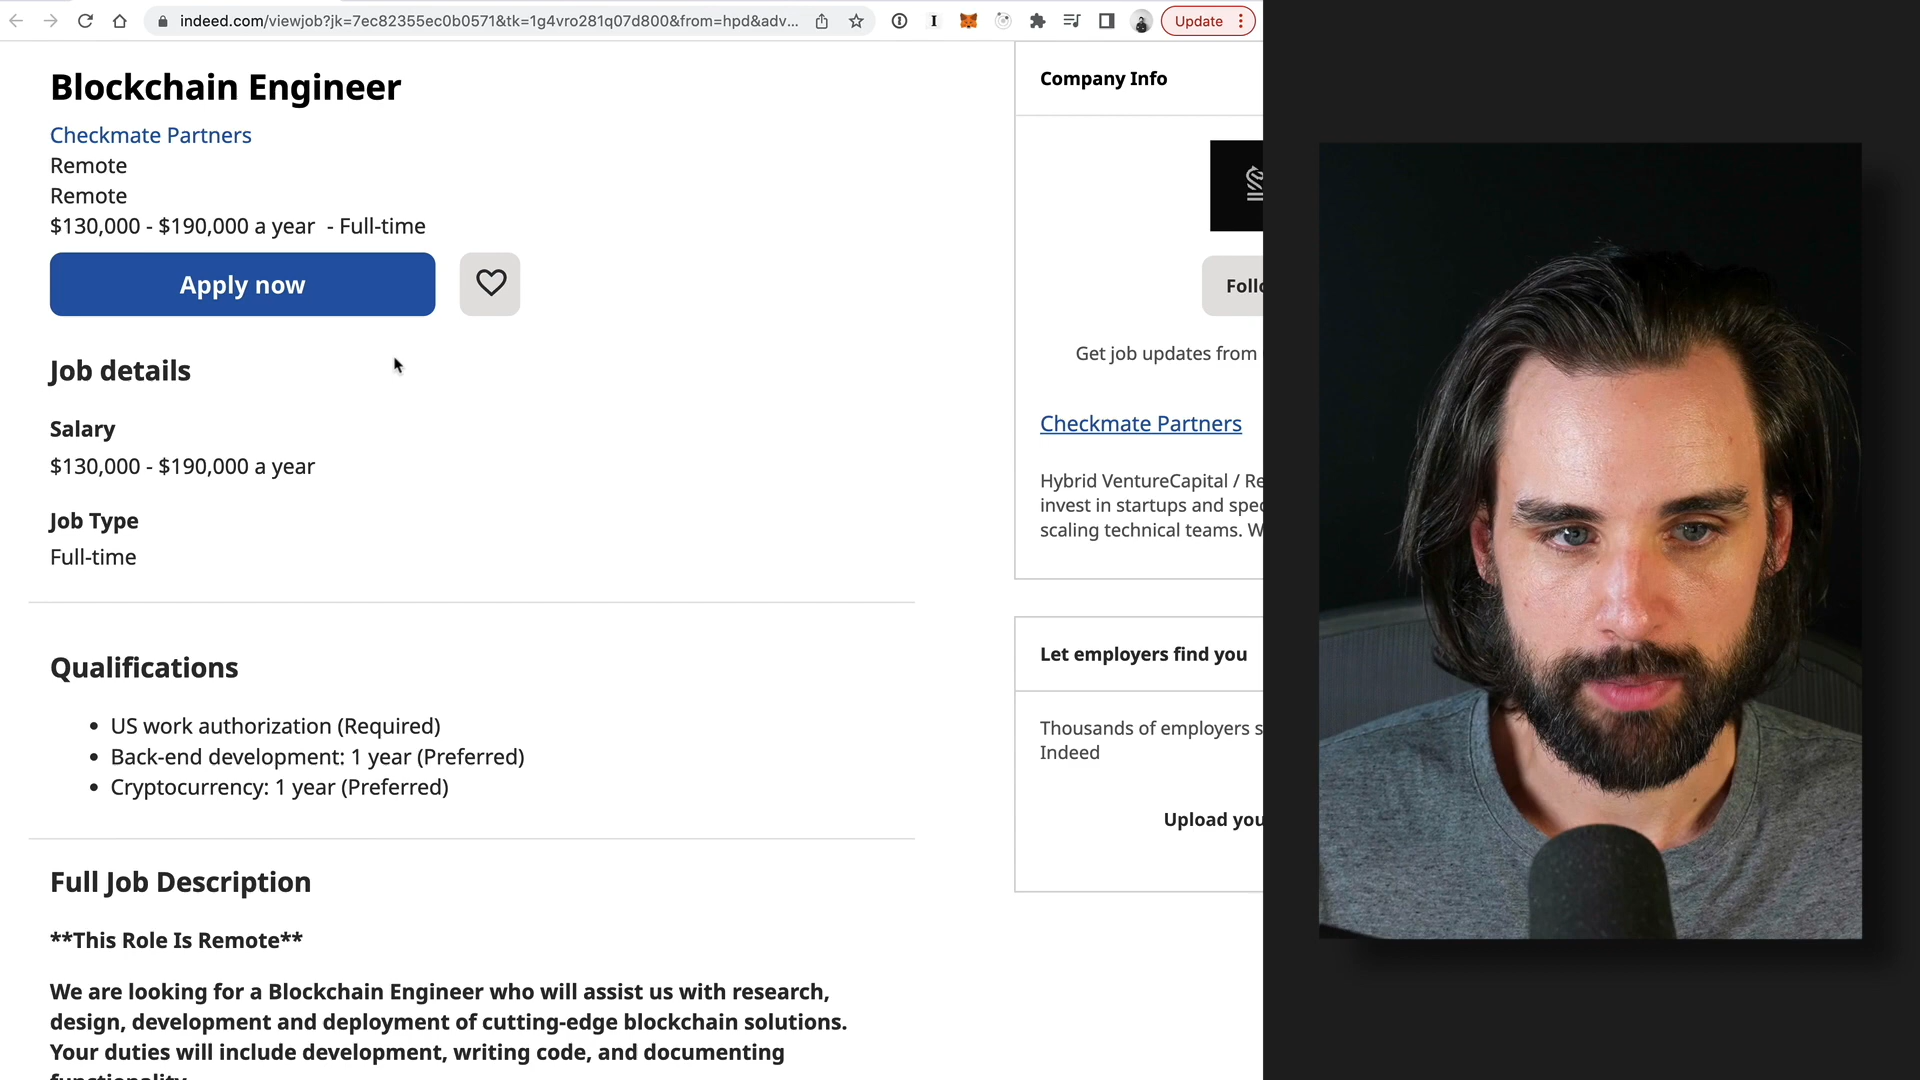 indeed.com/viewjob?jk=7ec82355ec0b0571&tk=1g4vro281q07d800&from=hpd&adv...
Update
Blockchain Engineer
Checkmate Partners
Remote
Remote
$130,000 - $190,000 a year - Full-time
Apply now
Job details
Salary
$130,000 - $190,000 a year
Job Type
Full-time
Qualifications
• US work authorization (Required)
• Back-end development: 1 year (Preferred)
• Cryptocurrency: 1 year (Preferred)
Full Job Description
**This Role Is Remote**
We are looking for a Blockchain Engineer who will assist us with research,
design, development and deployment of cutting-edge blockchain solutions.
Your duties will include development, writing code, and documenting
Company Info
Get job updates from
Checkmate Partners
Hybrid VentureCapital /
invest in startups and
scaling technical teams.
Let employers find you
Thousands of employers
Indeed
Upload